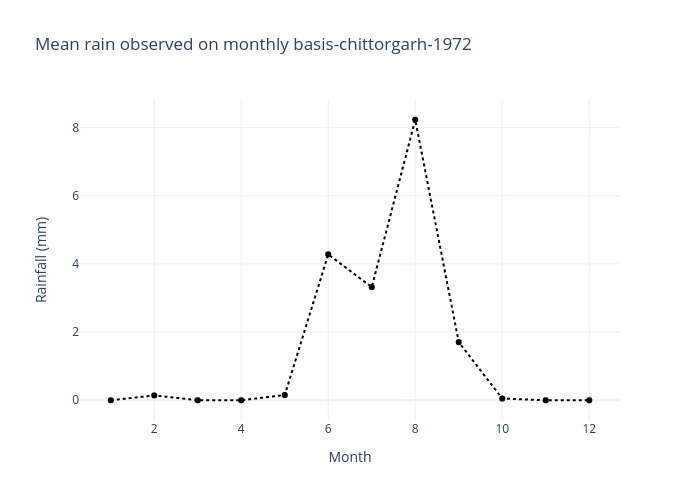 Mean rain observed on monthly basis-chittorgarh-1972
Rainfall (mm)
8
6
4
2
0
2 4 6 8 10 12
Month